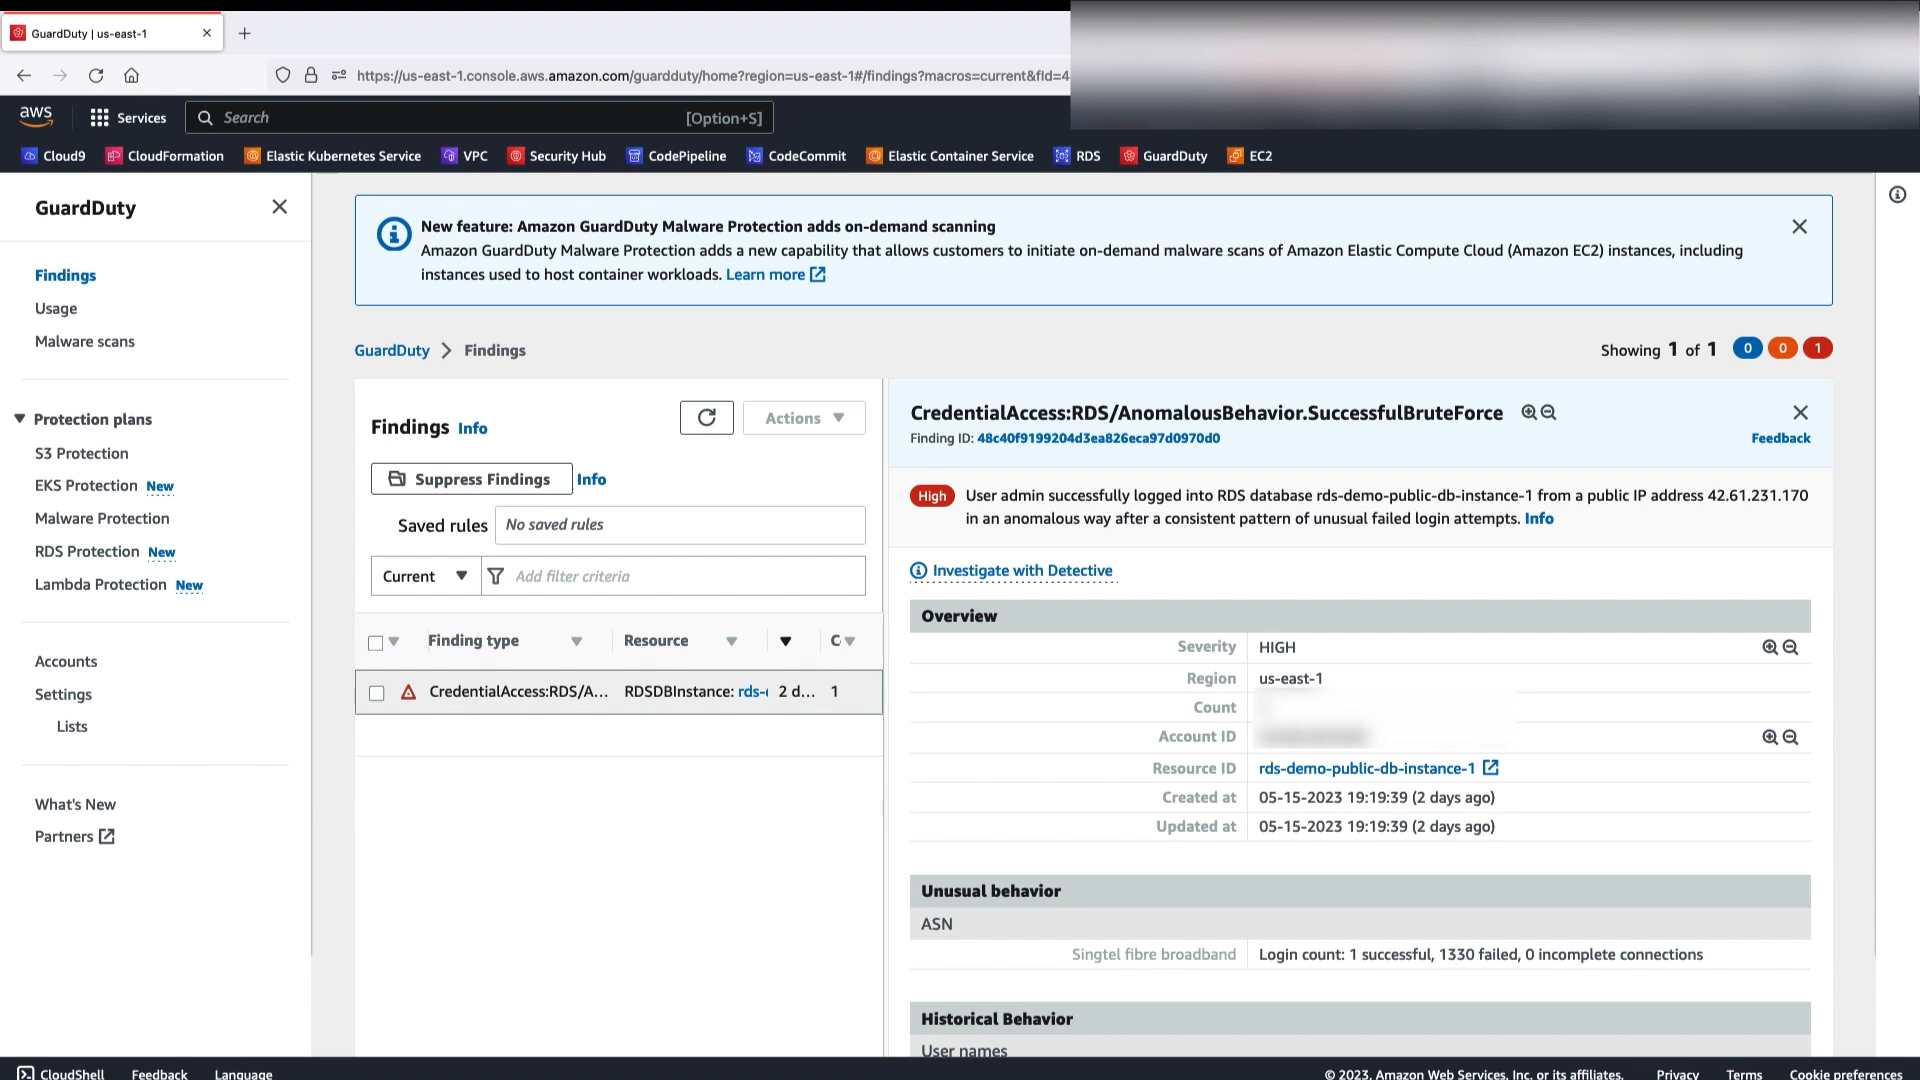 GuardDuty | us-east-1
https://us-east-1.console.aws.amazon.com/guardduty/home?region=us-east-1#/findings?macros=current&fId=4
aws
Services
Search
[Option+S]
Cloud9
CloudFormation
Elastic Kubernetes Service
VPC
Security Hub
CodePipeline
CodeCommit
Elastic Container Service
RDS
GuardDuty
EC2
GuardDuty
Findings
Usage
Malware scans
Protection plans
S3 Protection
EKS Protection New
Malware Protection
RDS Protection New
Lambda Protection New
Accounts
Settings
Lists
What's New
Partners
New feature: Amazon GuardDuty Malware Protection adds on-demand scanning
Amazon GuardDuty Malware Protection adds a new capability that allows customers to initiate on-demand malware scans of Amazon Elastic Compute Cloud (Amazon EC2) instances, including
instances used to host container workloads. Learn more
GuardDuty > Findings
Showing 1 of 1 0 0 1
Findings Info
Actions
Suppress Findings Info
Saved rules No saved rules
Current Add filter criteria
Finding type Resource C
CredentialAccess:RDS/A... RDSDBInstance: rds- 2 d... 1
CredentialAccess:RDS/AnomalousBehavior.SuccessfulBruteForce
Finding ID: 48c40f9199204d3ea826eca97d0970d0
Feedback
High User admin successfully logged into RDS database rds-demo-public-db-instance-1 from a public IP address 42.61.231.170
in an anomalous way after a consistent pattern of unusual failed login attempts. Info
Investigate with Detective
Overview
Severity HIGH
Region us-east-1
Count
Account ID
Resource ID rds-demo-public-db-instance-1
Created at 05-15-2023 19:19:39 (2 days ago)
Updated at 05-15-2023 19:19:39 (2 days ago)
Unusual behavior
ASN
Singtel fibre broadband Login count: 1 successful, 1330 failed, 0 incomplete connections
Historical Behavior
User names
CloudShell Feedback Language
© 2023, Amazon Web Services, Inc. or its affiliates. Privacy Terms Cookie preferences